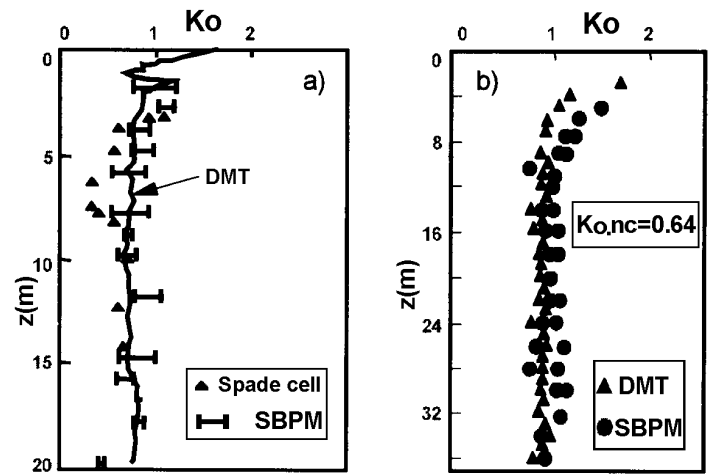 Ko
0 1 2
0
a)
5
DMT
10
15
20
z(m)
Spade cell
SBPM
Ko
0 1 2
0
b)
8
Ko,nc=0.64
16
24
32
z(m)
DMT
SBPM